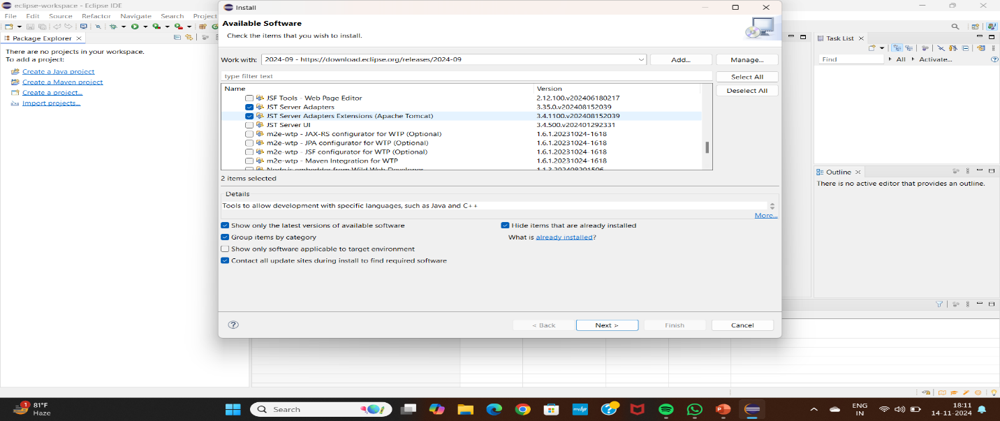 eclipse-workspace - Eclipse IDE
File Edit Source Refactor Navigate Search Project
Package Explorer
There are no projects in your workspace.
To add a project:
Create a Java project
Create a Maven project
Create a project...
Import projects...
Install
Available Software
Check the items that you wish to install.
Work with: 2024-09 - https://download.eclipse.org/releases/2024-09 Add... Manage...
type filter text Select All
Deselect All
Name Version
JSF Tools - Web Page Editor 2.12.100.v202406180217
JST Server Adapters 3.35.0.v202408152039
JST Server Adapters Extensions (Apache Tomcat) 3.4.1100.v202408152039
JST Server UI 3.4.500.v202401292331
m2e-wtp - JAX-RS configurator for WTP (Optional) 1.6.1.20231024-1618
m2e-wtp - JPA configurator for WTP (Optional) 1.6.1.20231024-1618
m2e-wtp - JSF configurator for WTP (Optional) 1.6.1.20231024-1618
m2e-wtp - Maven Integration for WTP 1.6.1.20231024-1618
Node.js embedder from Wild Web Developer
2 items selected
Details
Tools to allow development with specific languages, such as Java and C++
More...
Show only the latest versions of available software
Hide items that are already installed
Group items by category
What is already installed?
Show only software applicable to target environment
Contact all update sites during install to find required software
< Back Next > Finish Cancel
Task List
Find All Activate...
Outline
There is no active editor that provides an outline.
1
81°F
Haze
Search
myhp
ENG
IN
18:11
14-11-2024